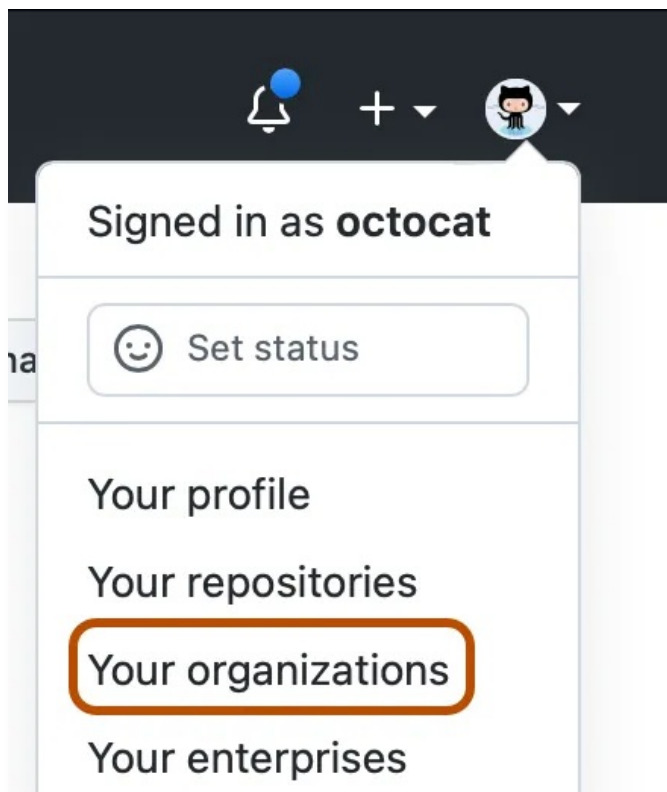 Signed in as octocat
Set status
Your profile
Your repositories
Your organizations
Your enterprises